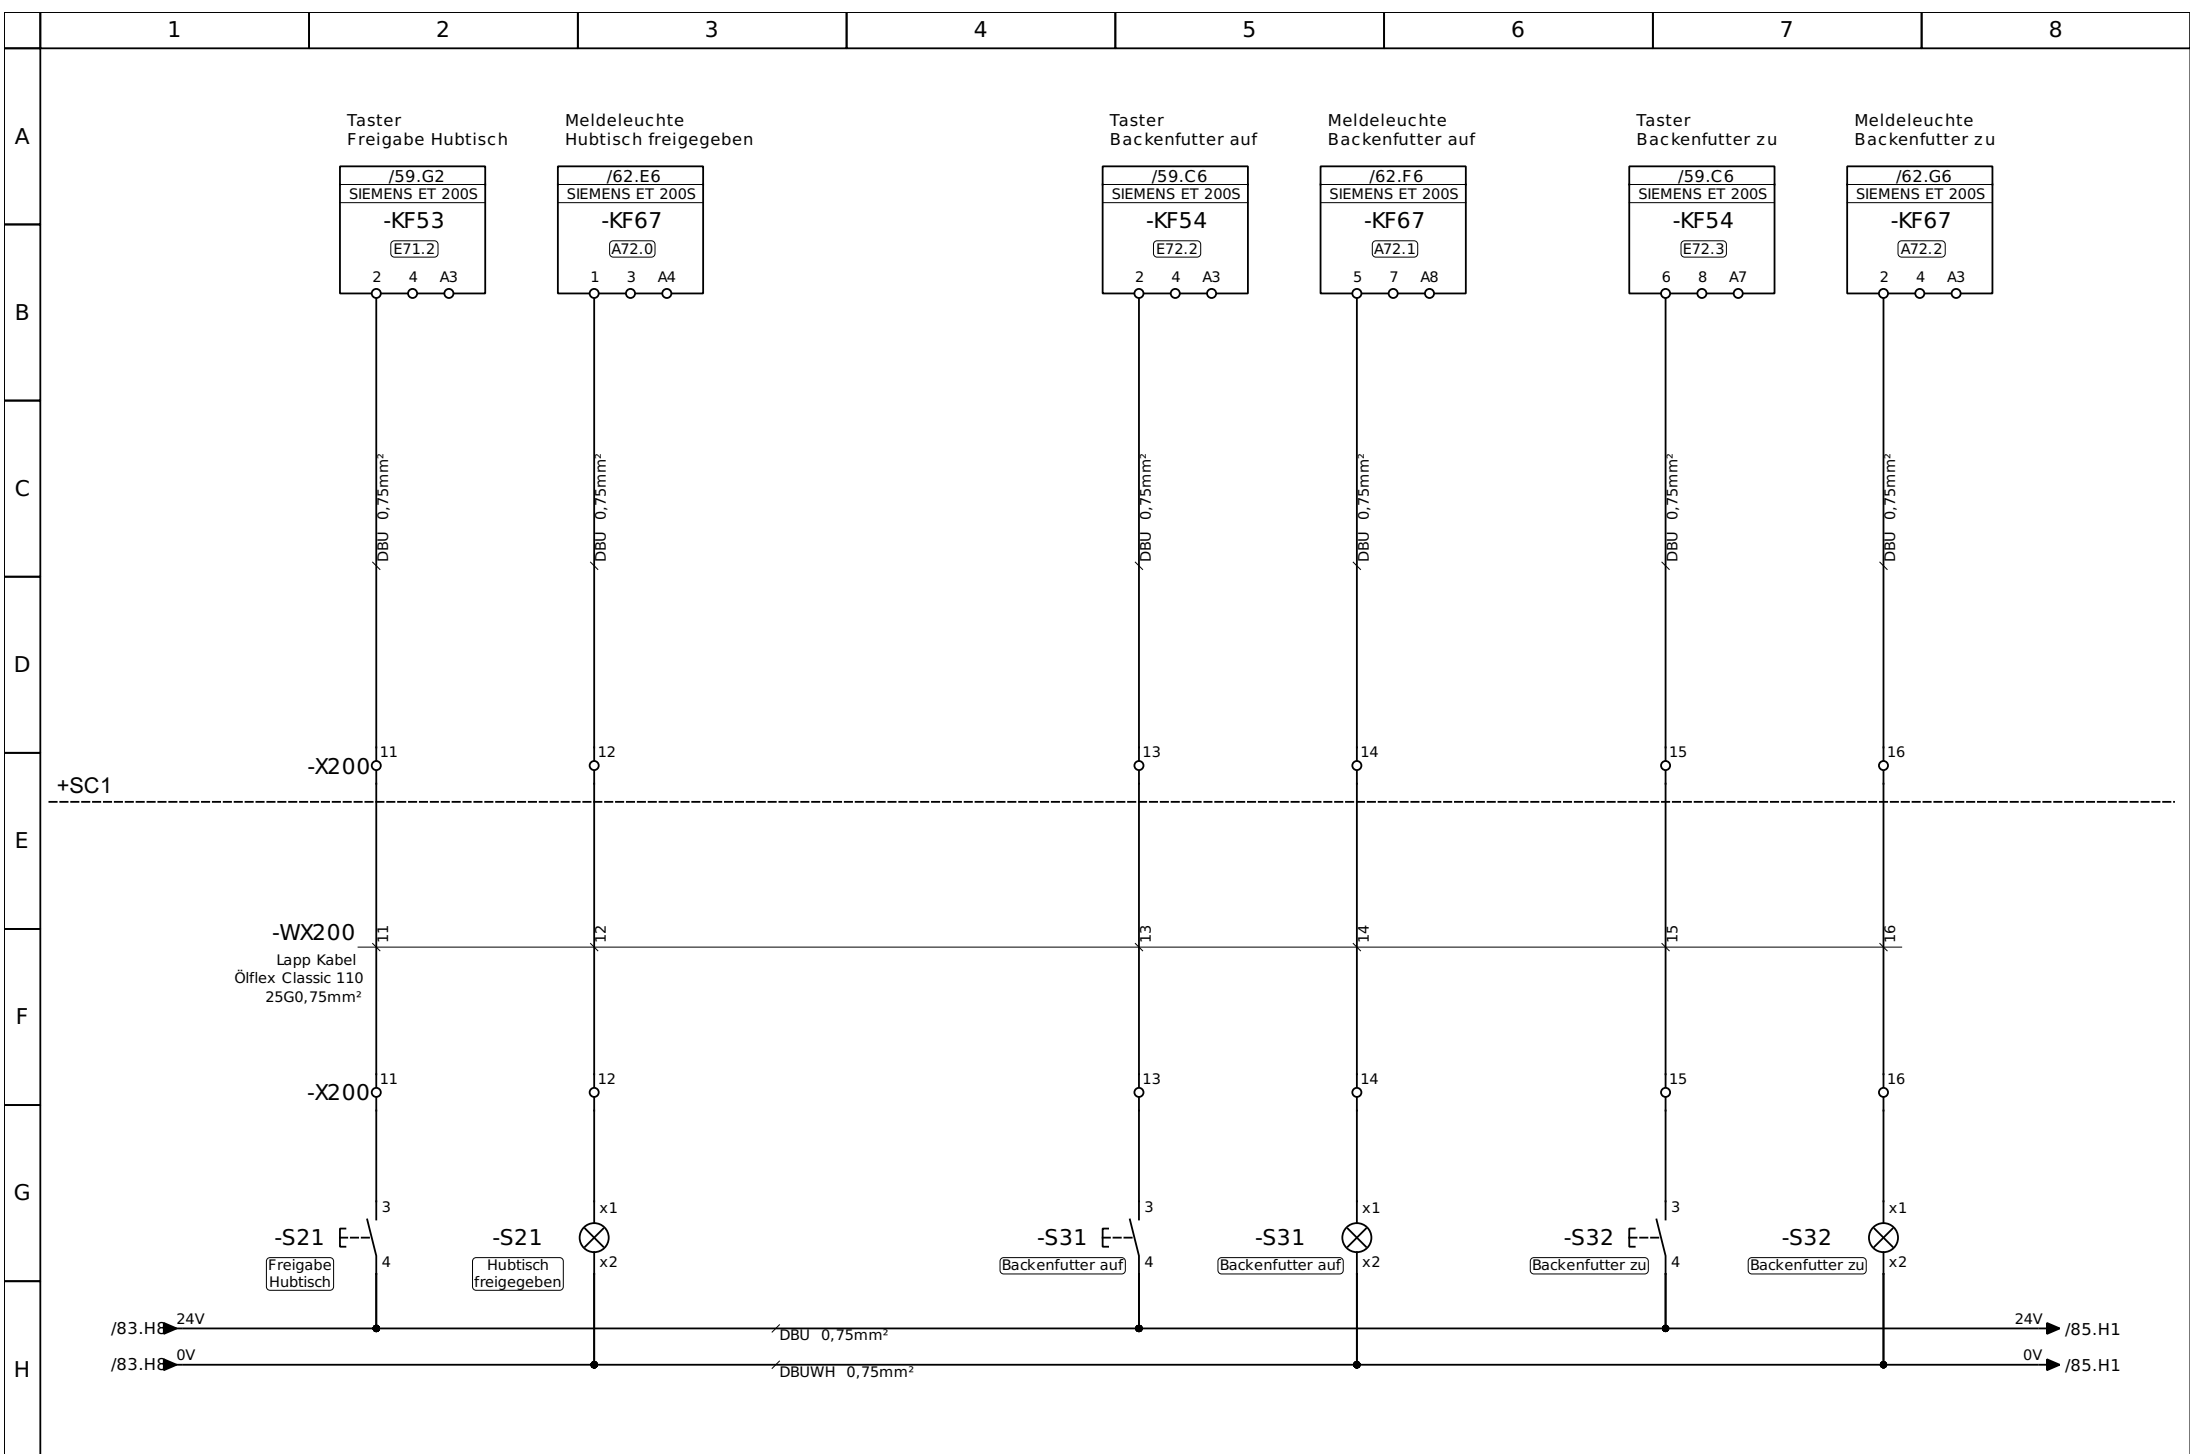 1 2 3 4 5 6 7 8
A
B
C
D
E
F
G
H
Taster
Freigabe Hubtisch
Meldeleuchte
Hubtisch freigegeben
Taster
Backenfutter auf
Meldeleuchte
Backenfutter auf
Taster
Backenfutter zu
Meldeleuchte
Backenfutter zu
/59.G2
SIEMENS ET 200S
-KF53
E71.2
2 4 A3
/62.E6
SIEMENS ET 200S
-KF67
A72.0
1 3 A4
/59.C6
SIEMENS ET 200S
-KF54
E72.2
2 4 A3
/62.F6
SIEMENS ET 200S
-KF67
A72.1
5 7 A8
/59.C6
SIEMENS ET 200S
-KF54
E72.3
6 8 A7
/62.G6
SIEMENS ET 200S
-KF67
A72.2
2 4 A3
DBU 0,75mm²
DBU 0,75mm²
DBU 0,75mm²
DBU 0,75mm²
DBU 0,75mm²
DBU 0,75mm²
-X200 11 12 13 14 15 16
+SC1
-WX200 11 12 13 14 15 16
Lapp Kabel
Ölflex Classic 110
25G0,75mm²
-X200 11 12 13 14 15 16
-S21 3 4
Freigabe
Hubtisch
-S21 x1 x2
Hubtisch
freigegeben
-S31 3 4
Backenfutter auf
-S31 x1 x2
Backenfutter auf
-S32 3 4
Backenfutter zu
-S32 x1 x2
Backenfutter zu
/83.H8 24V DBU 0,75mm² 24V /85.H1
/83.H8 0V DBUWH 0,75mm² 0V /85.H1